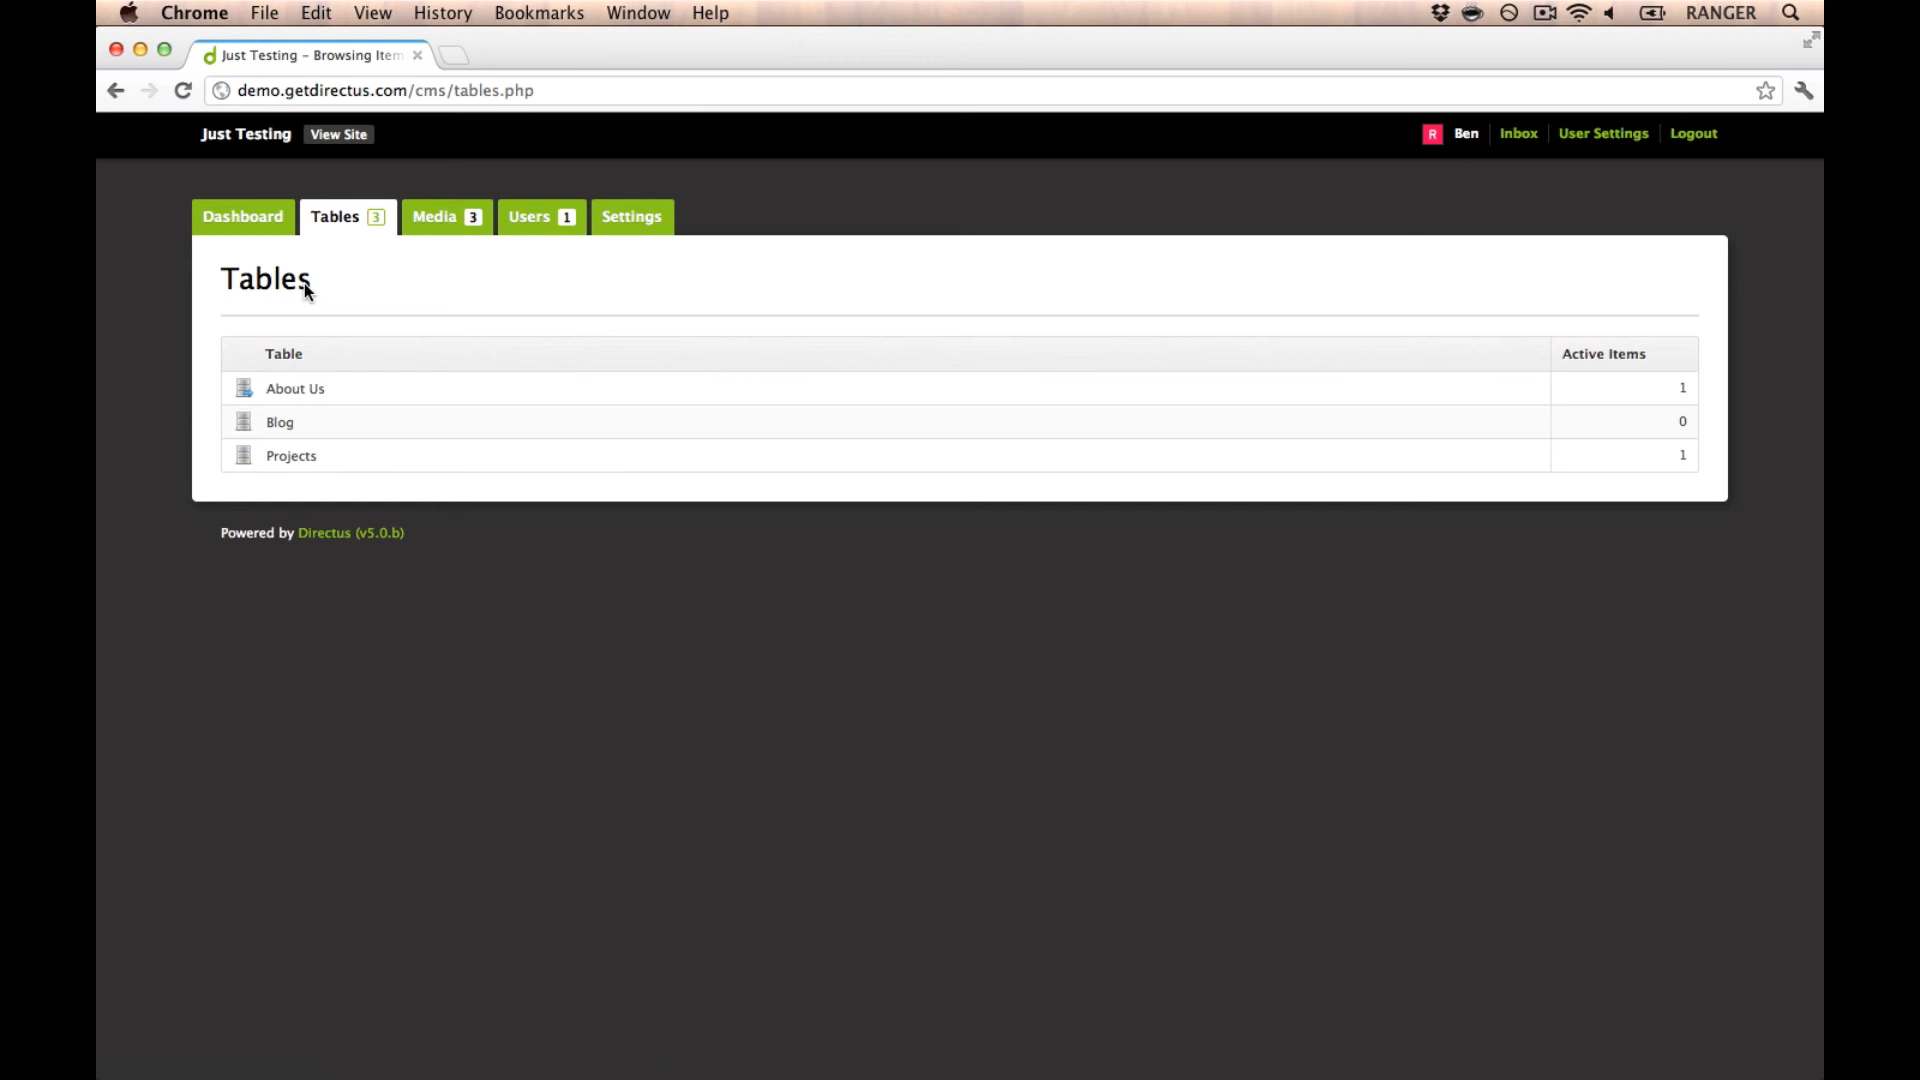 Chrome File Edit View History Bookmarks Window Help RANGER
Just Testing – Browsing Item
demo.getdirectus.com/cms/tables.php
Just Testing View Site R Ben Inbox User Settings Logout
Dashboard Tables 3 Media 3 Users 1 Settings
Tables
Table Active Items
About Us 1
Blog 0
Projects 1
Powered by Directus (v5.0.b)